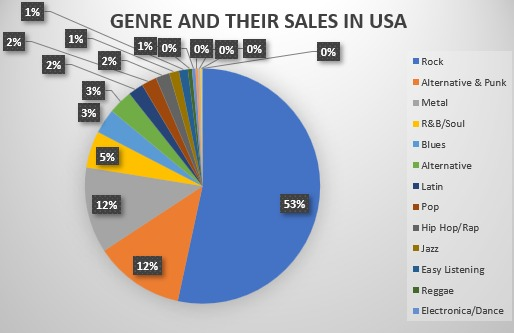 GENRE AND THEIR SALES IN USA
53%
12%
12%
5%
3%
3%
2%
2%
2%
1%
1%
1%
0%
0%
0%
0%
0%
Rock
Alternative & Punk
Metal
R&B/Soul
Blues
Alternative
Latin
Pop
Hip Hop/Rap
Jazz
Easy Listening
Reggae
Electronica/Dance